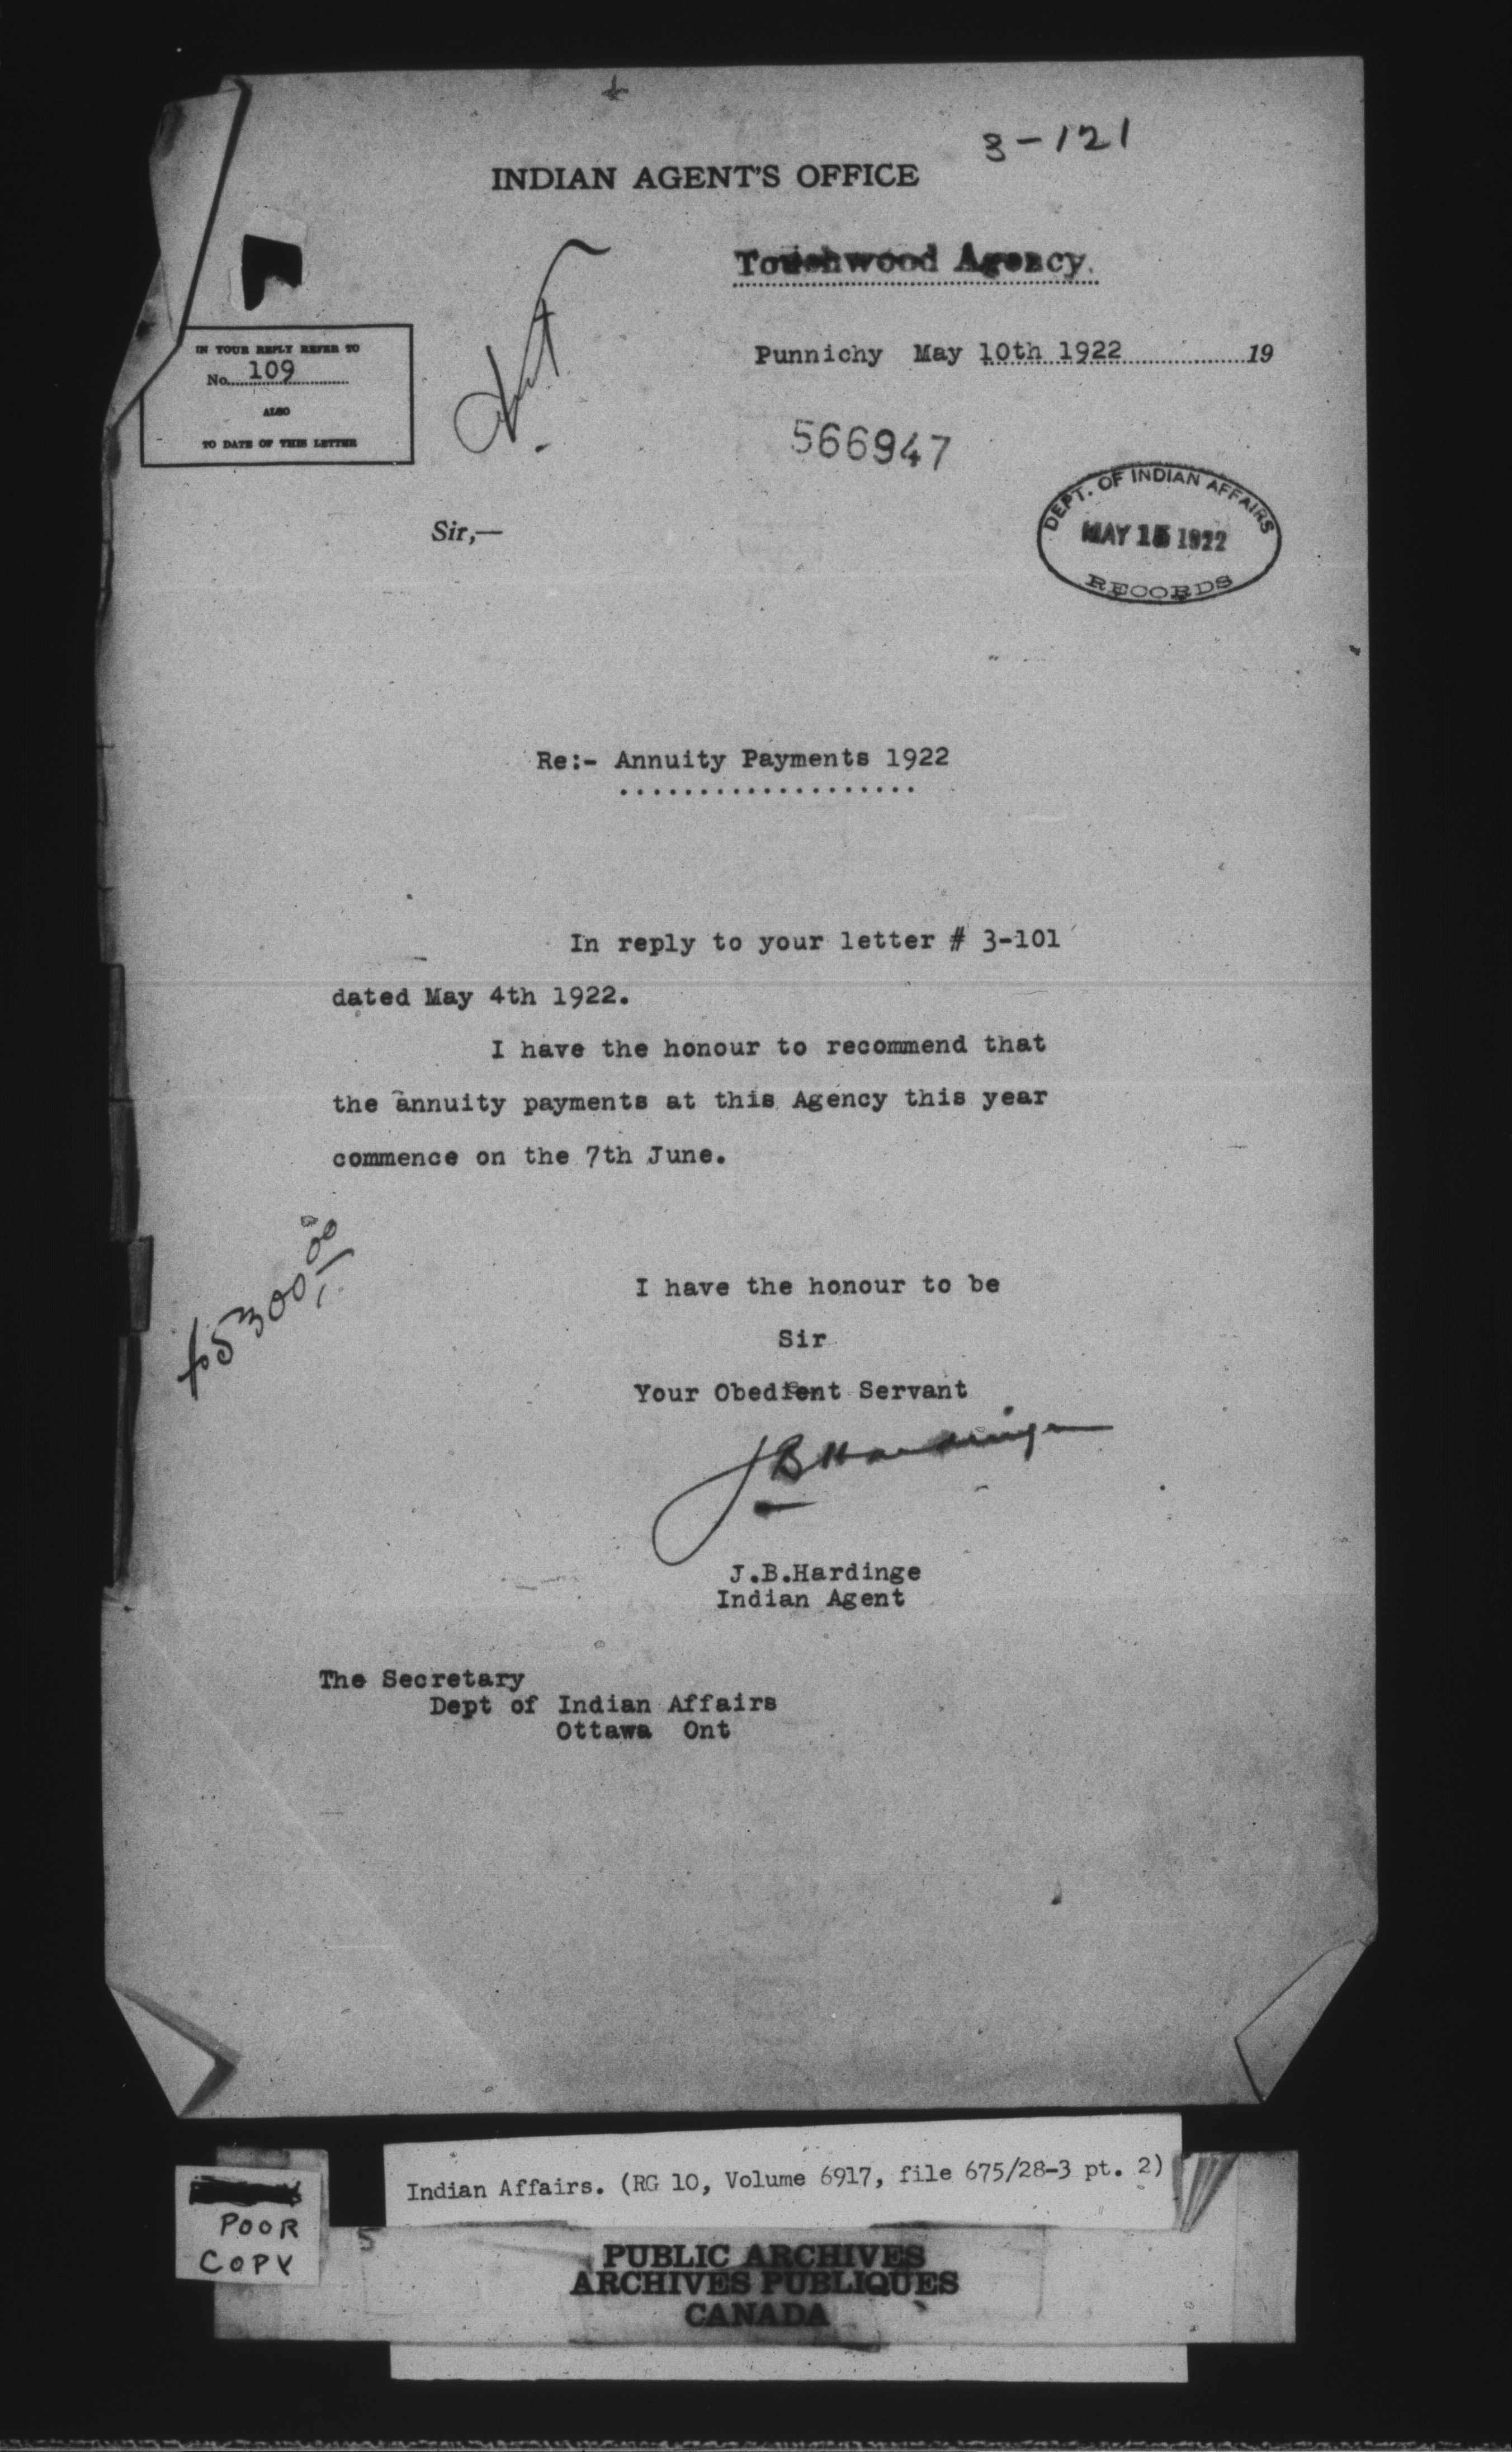 3-121
INDIAN AGENT'S OFFICE
Touchwood Agency.
IN YOUR REPLY REFER TO
No. 109
ALSO
TO DATE OF THIS LETTER
Punnichy May 10th 1922 19
566947
DEPT. OF INDIAN AFFAIRS
MAY 15 1922
RECORDS
Sir,—
Re:- Annuity Payments 1922
In reply to your letter # 3-101
dated May 4th 1922.
I have the honour to recommend that
the annuity payments at this Agency this year
commence on the 7th June.
5300 00
I have the honour to be
Sir
Your Obedient Servant
J B Hardinge
J.B.Hardinge
Indian Agent
The Secretary
Dept of Indian Affairs
Ottawa Ont
Indian Affairs. (RG 10, Volume 6917, file 675/28-3 pt. 2)
POOR
COPY
5
PUBLIC ARCHIVES
ARCHIVES PUBLIQUES
CANADA